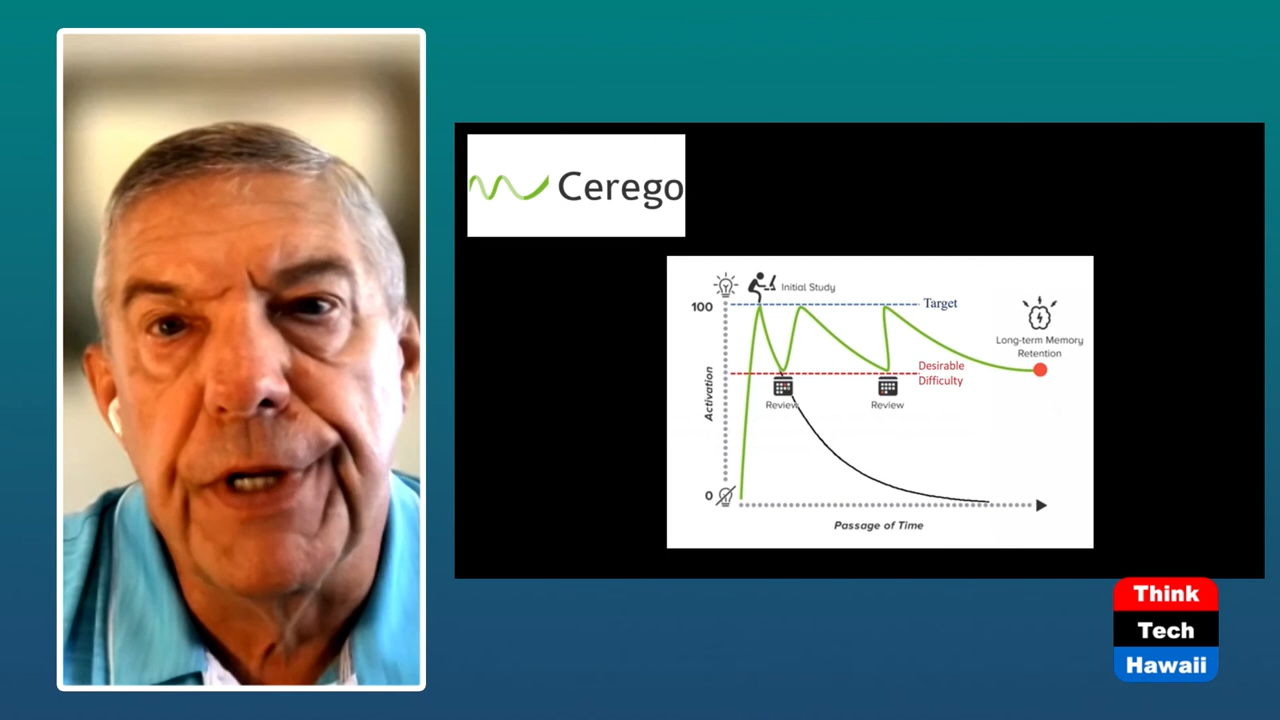 Cerego
Initial Study
100
Target
Long-term Memory
Retention
Desirable
Difficulty
Activation
Review
Review
0
Passage of Time
Think
Tech
Hawaii